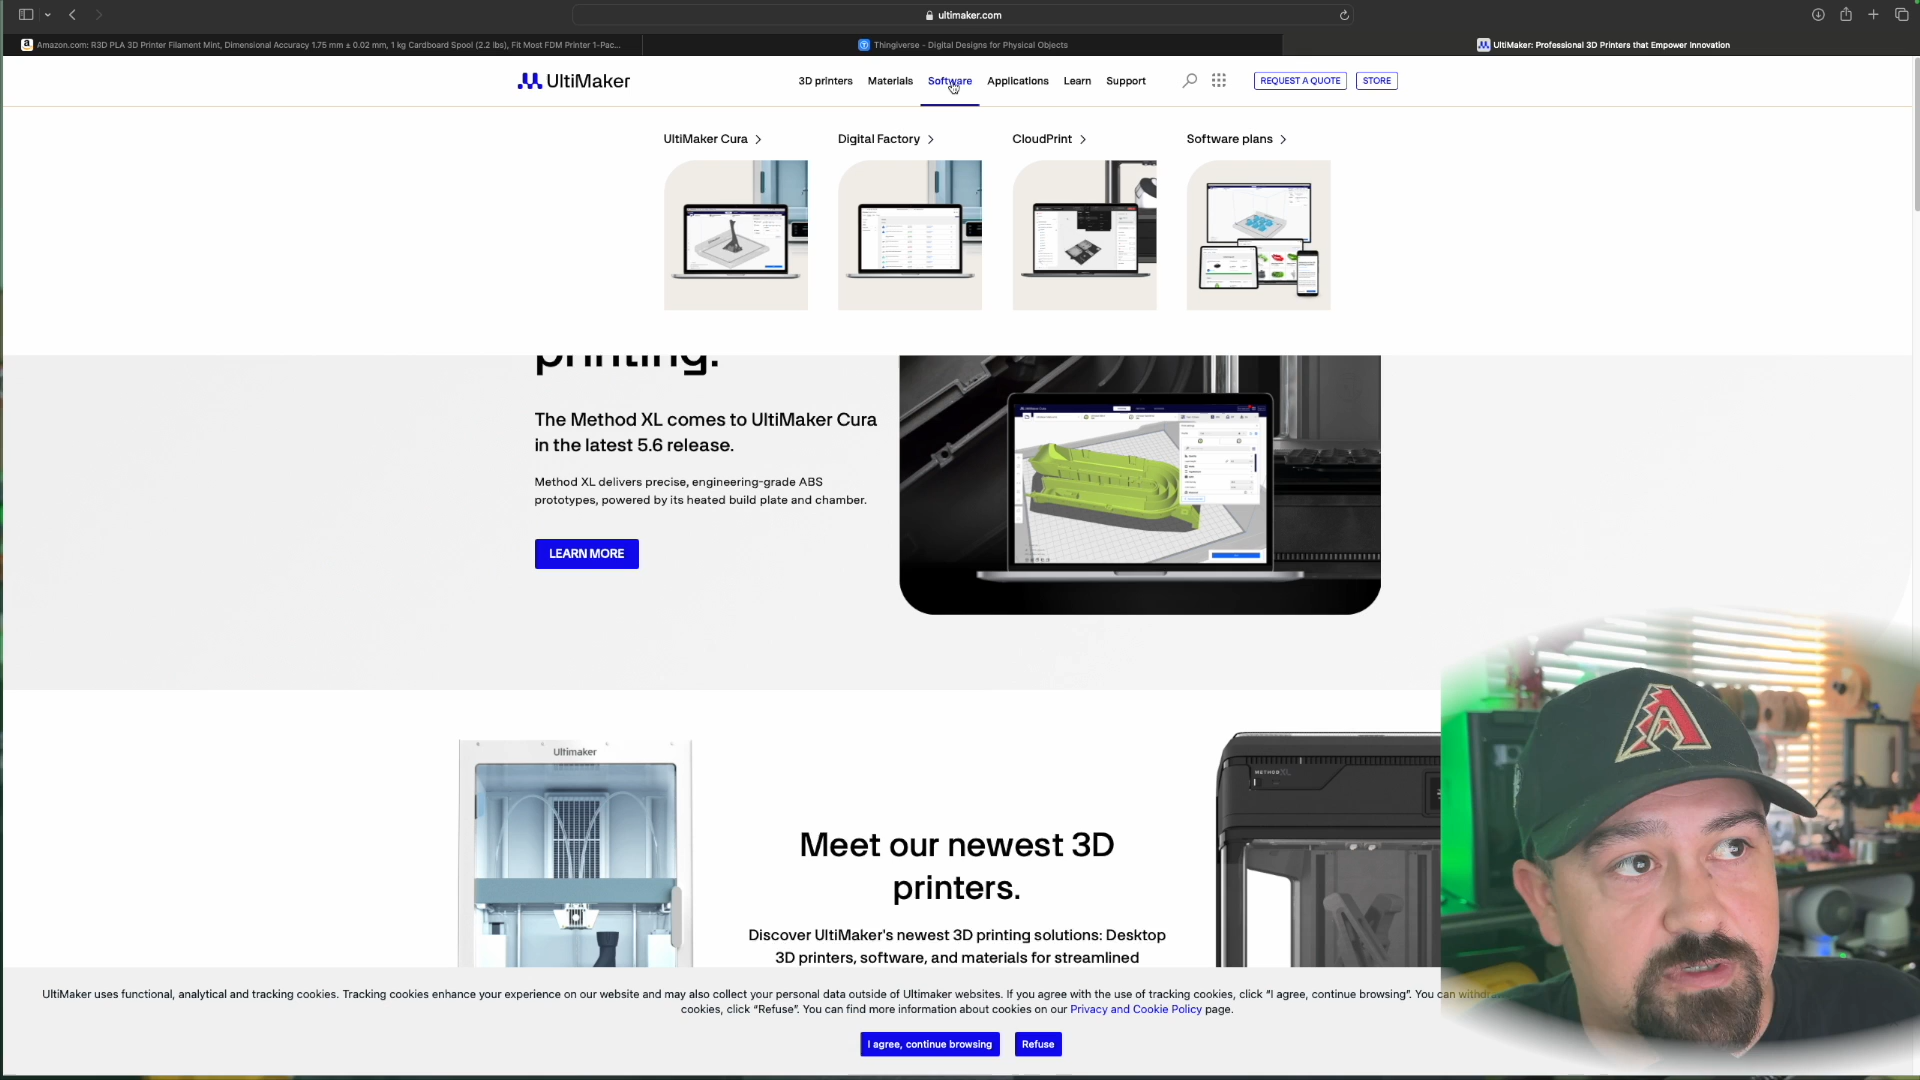 ultimaker.com
Amazon.com: R3D PLA 3D Printer Filament Mint, Dimensional Accuracy 1.75 mm ± 0.02 mm, 1 kg Cardboard Spool (2.2 lbs), Fit Most FDM Printer 1-Pac...
Thingiverse - Digital Designs for Physical Objects
UltiMaker: Professional 3D Printers that Empower Innovation
UltiMaker
3D printers
Materials
Software
Applications
Learn
Support
REQUEST A QUOTE
STORE
UltiMaker Cura
Digital Factory
CloudPrint
Software plans
printing.
The Method XL comes to UltiMaker Cura
in the latest 5.6 release.
Method XL delivers precise, engineering-grade ABS
prototypes, powered by its heated build plate and chamber.
LEARN MORE
Ultimaker
METHOD XL
Meet our newest 3D
printers.
Discover UltiMaker's newest 3D printing solutions: Desktop
3D printers, software, and materials for streamlined
UltiMaker uses functional, analytical and tracking cookies. Tracking cookies enhance your experience on our website and may also collect your personal data outside of Ultimaker websites. If you agree with the use of tracking cookies, click “I agree, continue browsing”. You can
cookies, click “Refuse”. You can find more information about cookies on our Privacy and Cookie Policy page.
I agree, continue browsing
Refuse
A